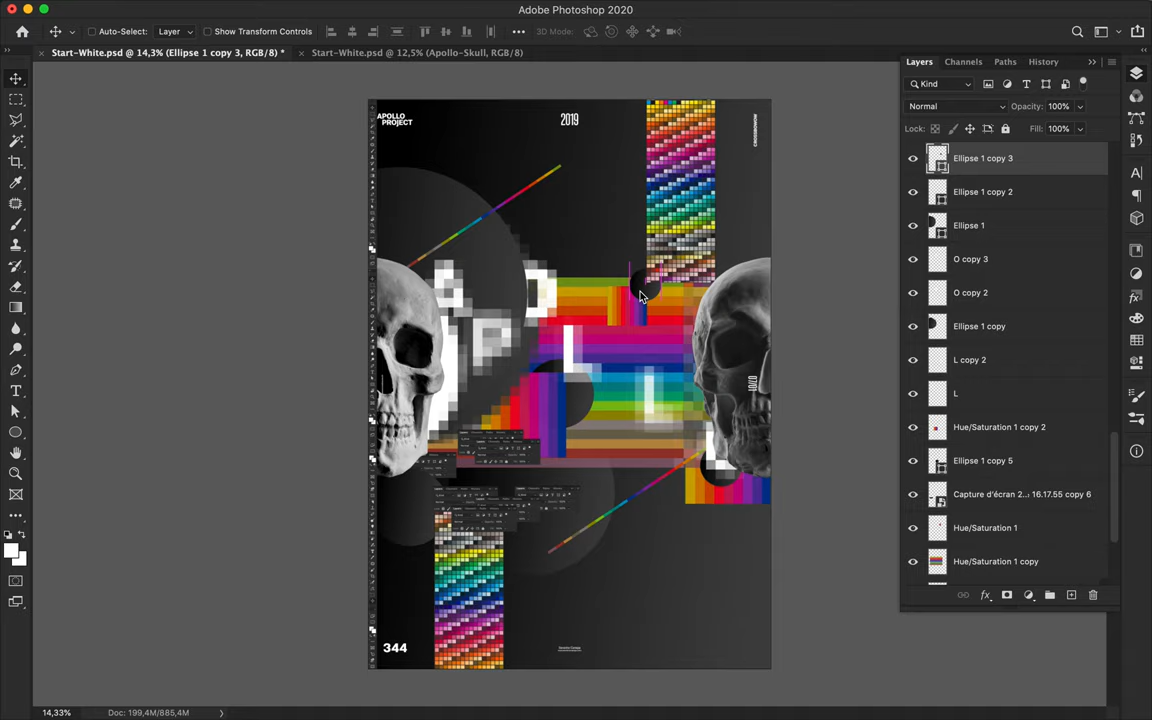 Adobe Photoshop 2020
Auto-Select: Layer Show Transform Controls 3D Mode:
Start-White.psd @ 14,3% (Ellipse 1 copy 3, RGB/8) *
Start-White.psd @ 12,5% (Apollo-Skull, RGB/8)
APOLLO
PROJECT
2019
344
Layers Channels Paths History
Kind
Normal Opacity: 100%
Lock: Fill: 100%
Ellipse 1 copy 3
Ellipse 1 copy 2
Ellipse 1
O copy 3
O copy 2
Ellipse 1 copy
L copy 2
L
Hue/Saturation 1 copy 2
Ellipse 1 copy 5
Capture d'écran 2...: 16.17.55 copy 6
Hue/Saturation 1
Hue/Saturation 1 copy
14,33% Doc: 199,4M/885,4M